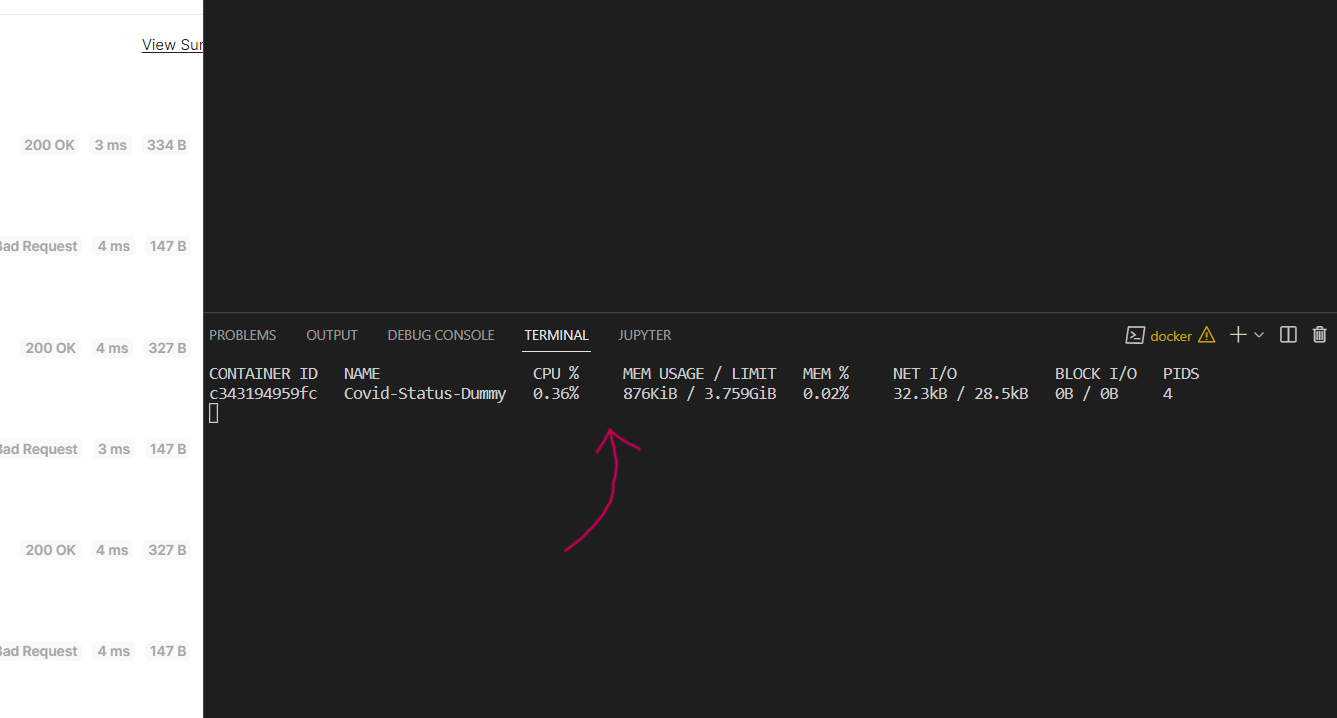 View Sur
200 OK 3 ms 334 B
Bad Request 4 ms 147 B
200 OK 4 ms 327 B
Bad Request 3 ms 147 B
200 OK 4 ms 327 B
Bad Request 4 ms 147 B
PROBLEMS OUTPUT DEBUG CONSOLE TERMINAL JUPYTER docker
CONTAINER ID NAME CPU % MEM USAGE / LIMIT MEM % NET I/O BLOCK I/O PIDS
c343194959fc Covid-Status-Dummy 0.36% 876KiB / 3.759GiB 0.02% 32.3kB / 28.5kB 0B / 0B 4